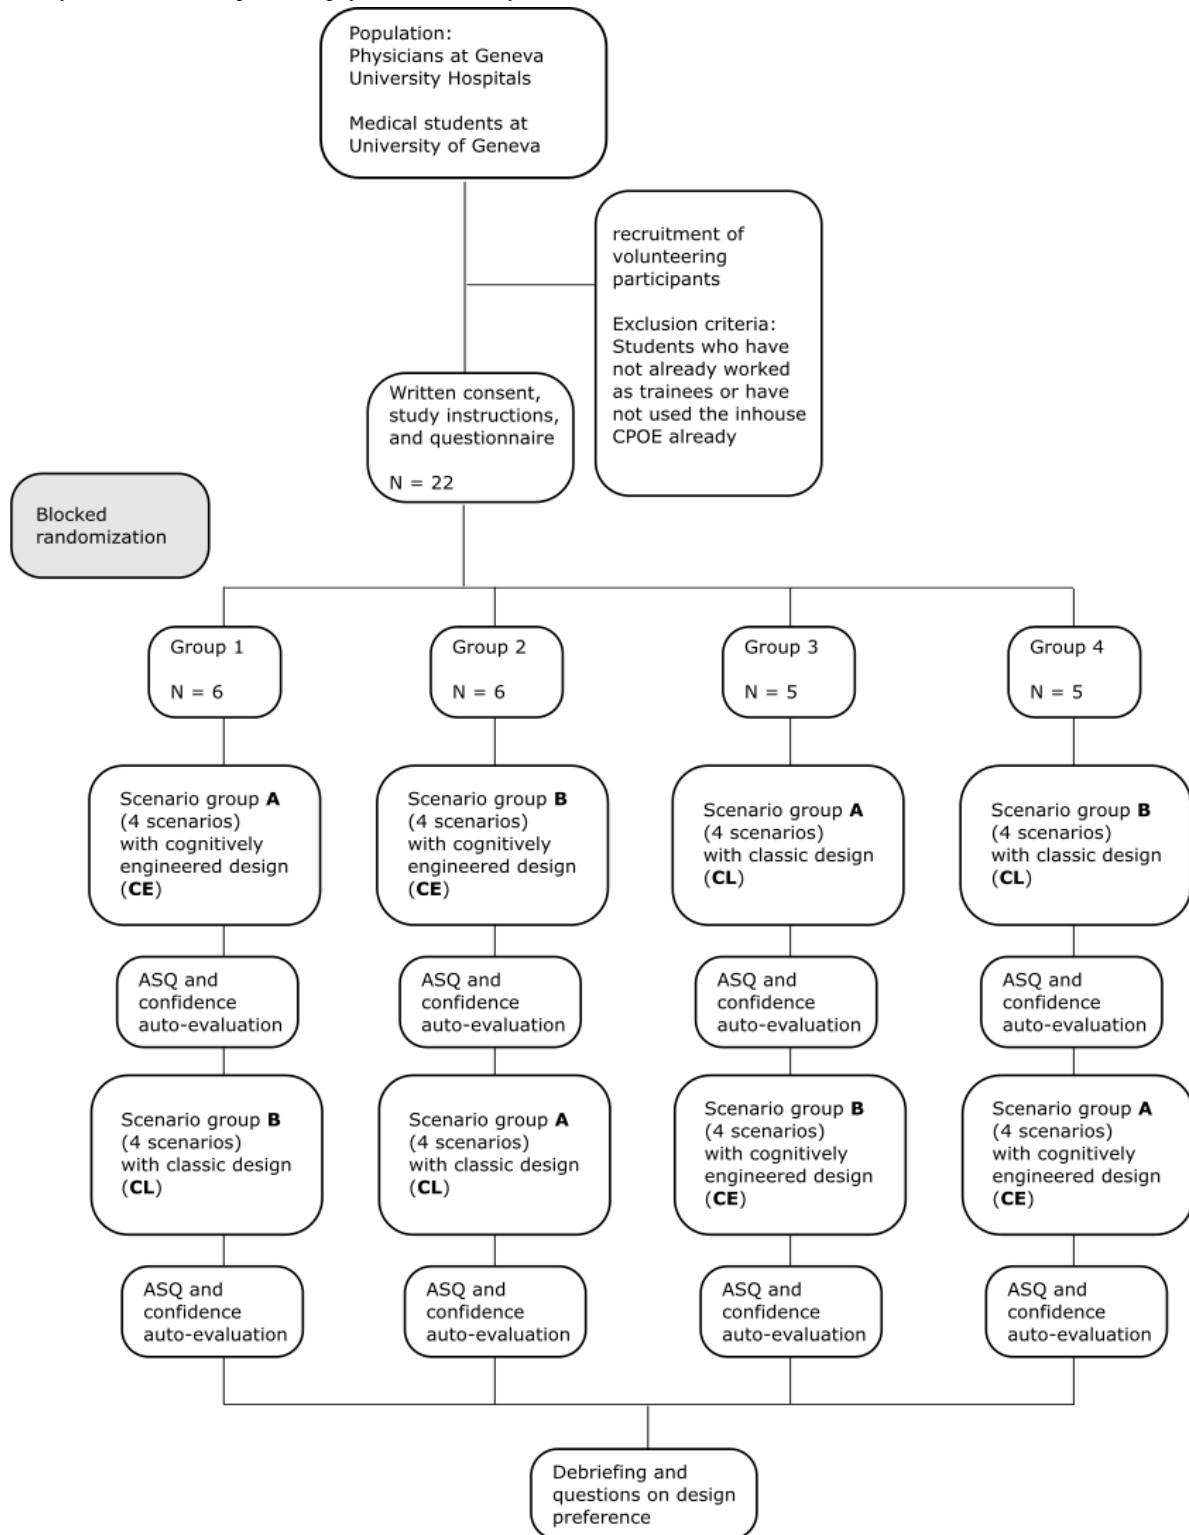 Population:
Physicians at Geneva
University Hospitals
Medical students at
University of Geneva
recruitment of
volunteering
participants
Exclusion criteria:
Students who have
not already worked
as trainees or have
not used the inhouse
CPOE already
Written consent,
study instructions,
and questionnaire
N = 22
Blocked
randomization
Group 1
N = 6
Group 2
N = 6
Group 3
N = 5
Group 4
N = 5
Scenario group A
(4 scenarios)
with cognitively
engineered design
(CE)
Scenario group B
(4 scenarios)
with cognitively
engineered design
(CE)
Scenario group A
(4 scenarios)
with classic design
(CL)
Scenario group B
(4 scenarios)
with classic design
(CL)
ASQ and
confidence
auto-evaluation
ASQ and
confidence
auto-evaluation
ASQ and
confidence
auto-evaluation
ASQ and
confidence
auto-evaluation
Scenario group B
(4 scenarios)
with classic design
(CL)
Scenario group A
(4 scenarios)
with classic design
(CL)
Scenario group B
(4 scenarios)
with cognitively
engineered design
(CE)
Scenario group A
(4 scenarios)
with cognitively
engineered design
(CE)
ASQ and
confidence
auto-evaluation
ASQ and
confidence
auto-evaluation
ASQ and
confidence
auto-evaluation
ASQ and
confidence
auto-evaluation
Debriefing and
questions on design
preference